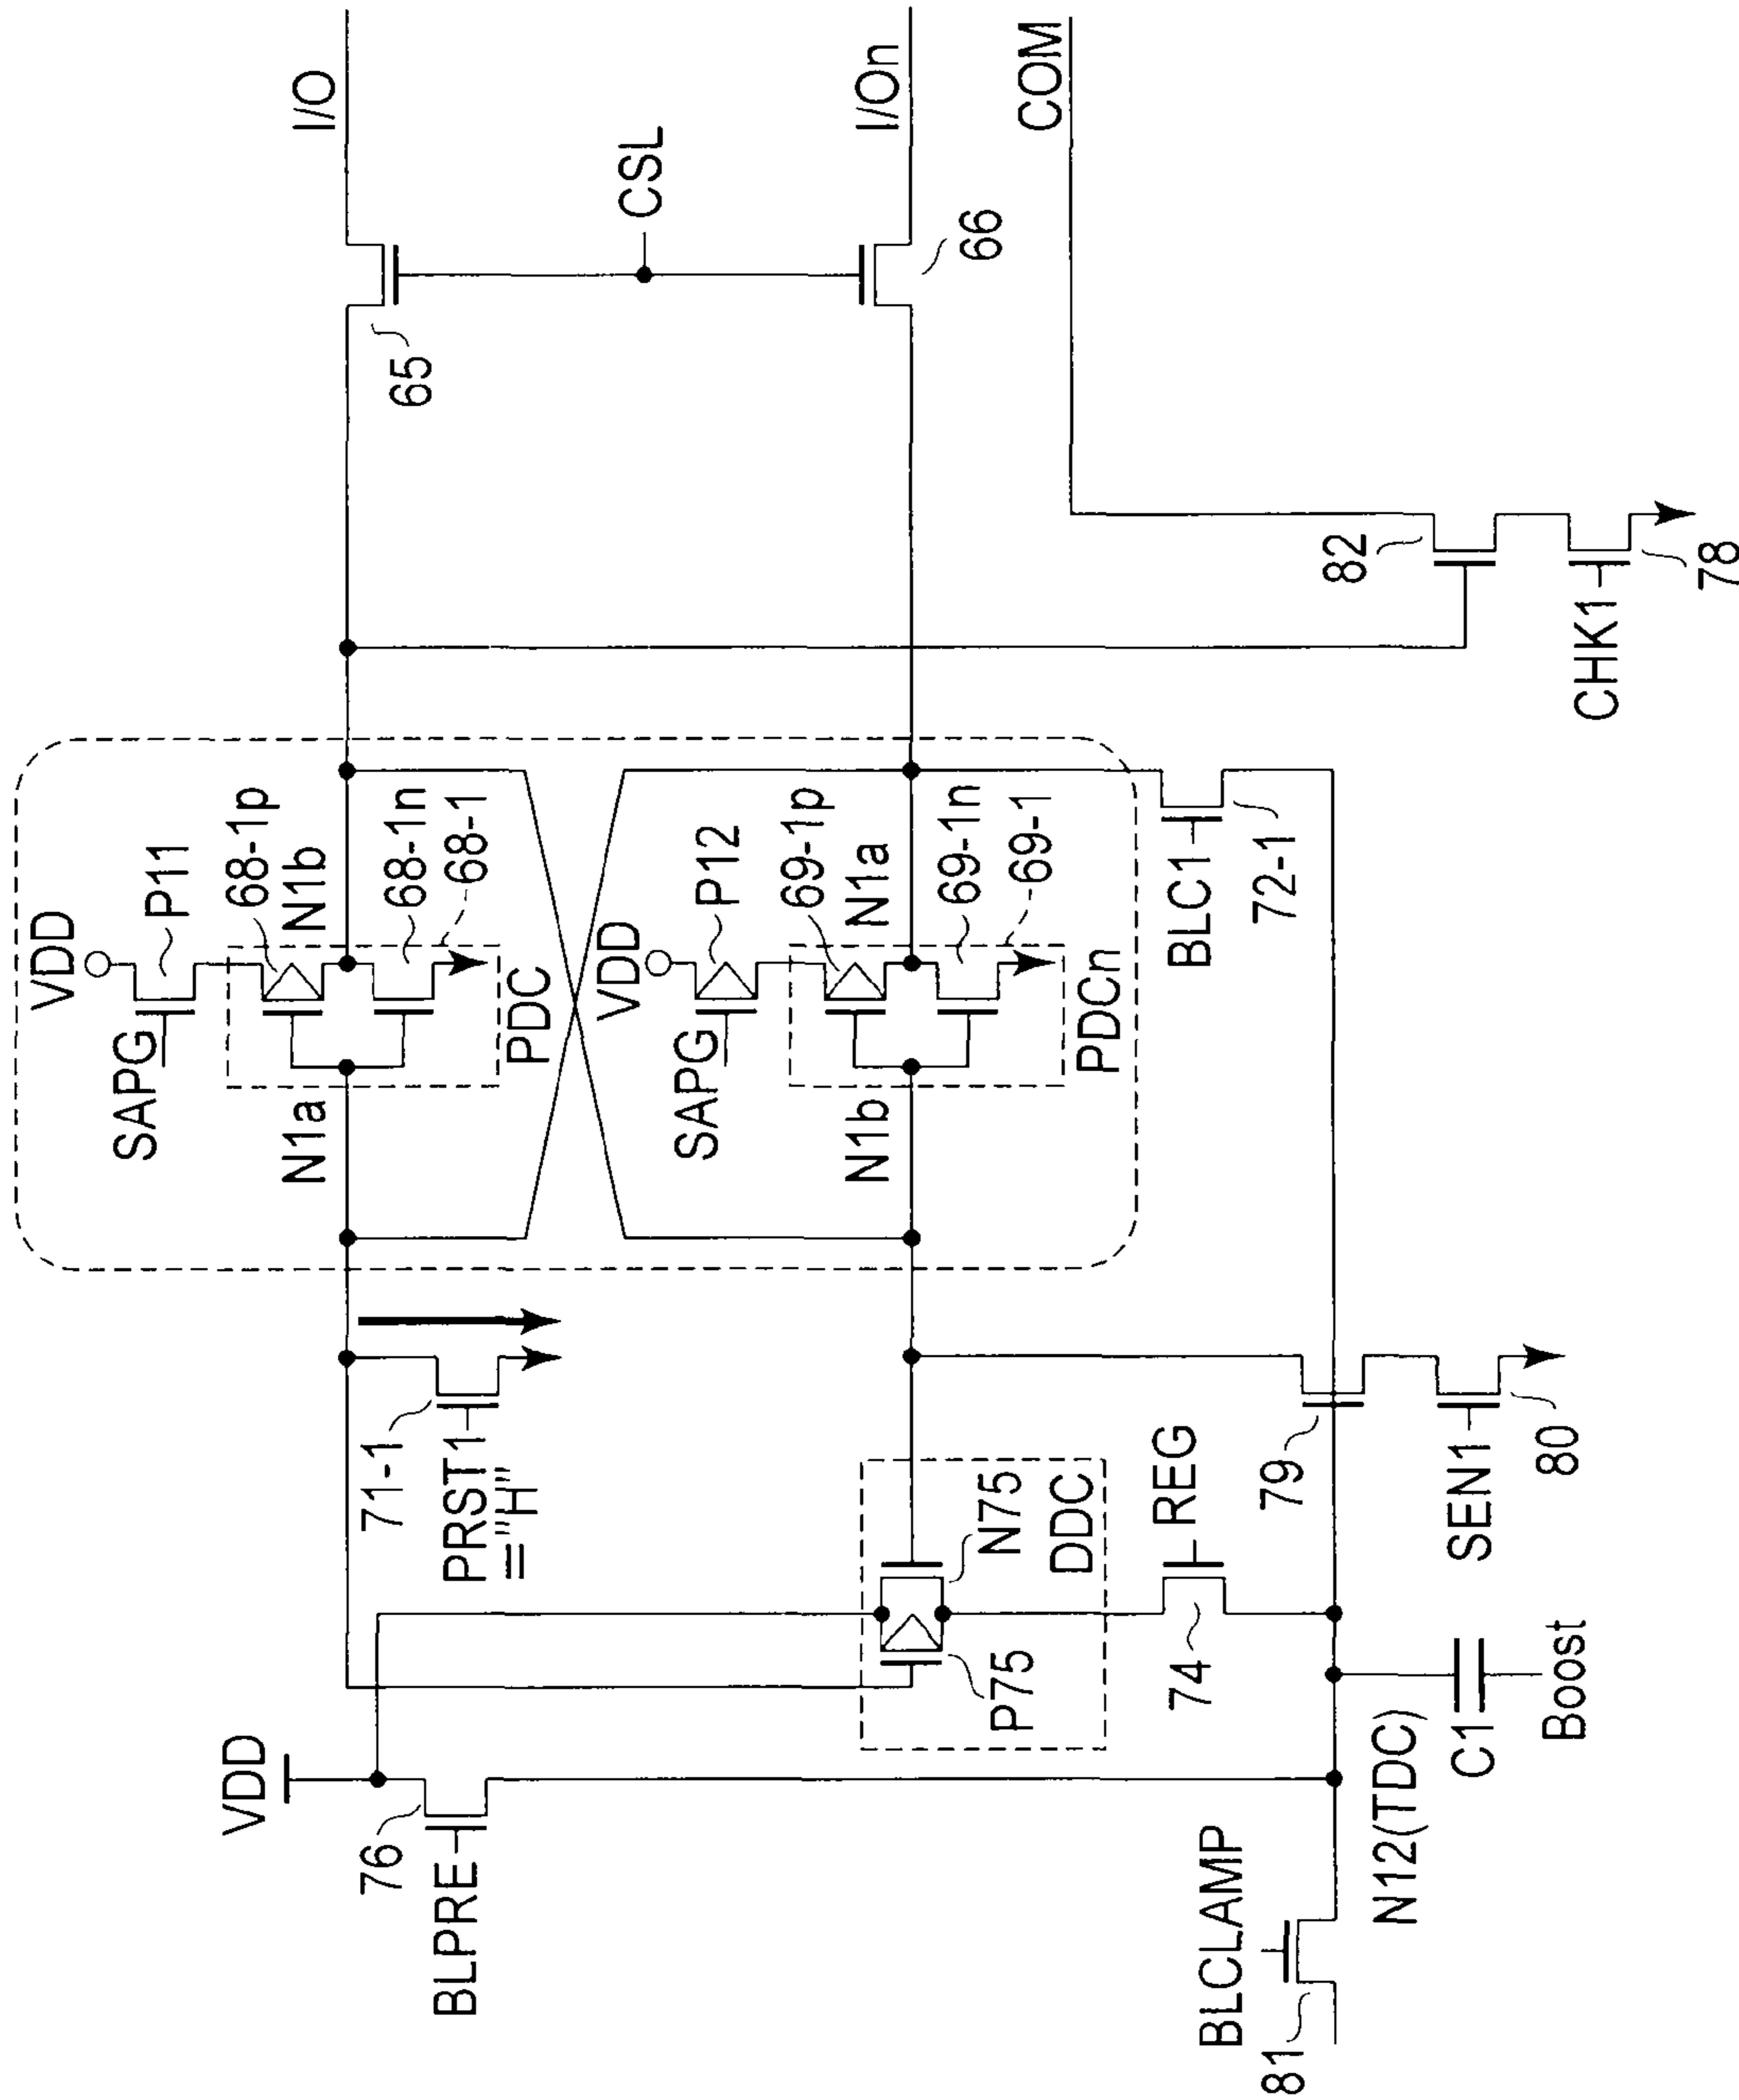 I/O
CSL
I/On
COM
65
66
VDD
P11
68-1p
N1b
68-1n
68-1
SAPG
PDC
N1a
VDD
P12
69-1p
N1a
69-1n
69-1
SAPG
PDCn
N1b
BLC1
72-1
82
CHK1
78
71-1
PRST1
="H"
N75
DDC
P75
REG
74
79
SEN1
80
VDD
76
BLPRE
BLCLAMP
81
N12(TDC)
C1
Boost